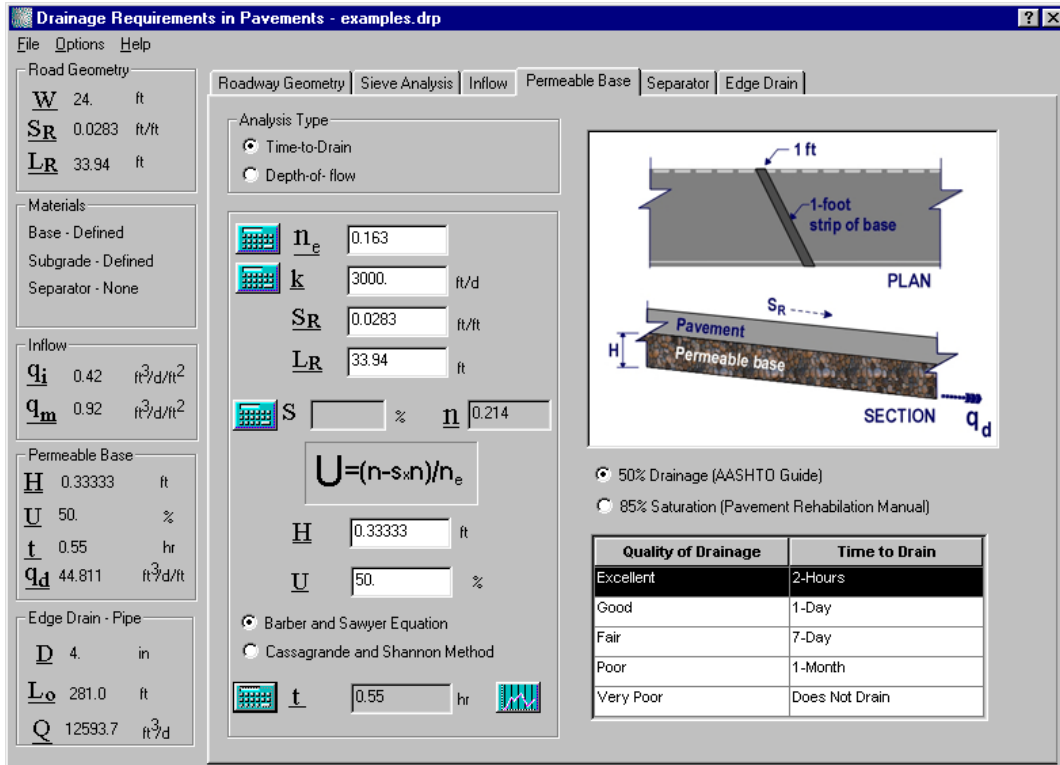 Drainage Requirements in Pavements - examples.drp
File Options Help
Road Geometry
W 24. ft
SR 0.0283 ft/ft
LR 33.94 ft
Materials
Base - Defined
Subgrade - Defined
Separator - None
Inflow
qi 0.42 ft3/d/ft2
qm 0.92 ft3/d/ft2
Permeable Base
H 0.33333 ft
U 50. %
t 0.55 hr
qd 44.811 ft3/d/ft
Edge Drain - Pipe
D 4. in
Lo 281.0 ft
Q 12593.7 ft3/d
Roadway Geometry Sieve Analysis Inflow Permeable Base Separator Edge Drain
Analysis Type
Time-to-Drain
Depth-of- flow
ne 0.163
k 3000. ft/d
SR 0.0283 ft/ft
LR 33.94 ft
S % n 0.214
U=(n-sxn)/ne
H 0.33333 ft
U 50. %
Barber and Sawyer Equation
Cassagrande and Shannon Method
t 0.55 hr
1 ft
1-foot
strip of base
PLAN
SR
Pavement
H
Permeable base
SECTION
qd
50% Drainage (AASHTO Guide)
85% Saturation (Pavement Rehabilation Manual)
Quality of Drainage Time to Drain
Excellent 2-Hours
Good 1-Day
Fair 7-Day
Poor 1-Month
Very Poor Does Not Drain